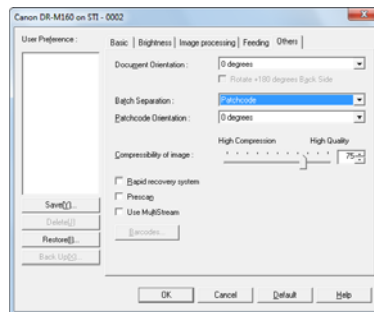 Canon DR-M160 on STI - 0002
User Preference :
Save(Y)...
Delete(J)
Restore(I)...
Back Up(G)...
Basic
Brightness
Image processing
Feeding
Others
Document Orientation :
0 degrees
Rotate +180 degrees Back Side
Batch Separation :
Patchcode
Patchcode Orientation :
0 degrees
High Compression
High Quality
Compressibility of image :
75
Rapid recovery system
Prescan
Use MultiStream
Barcodes...
OK
Cancel
Default
Help